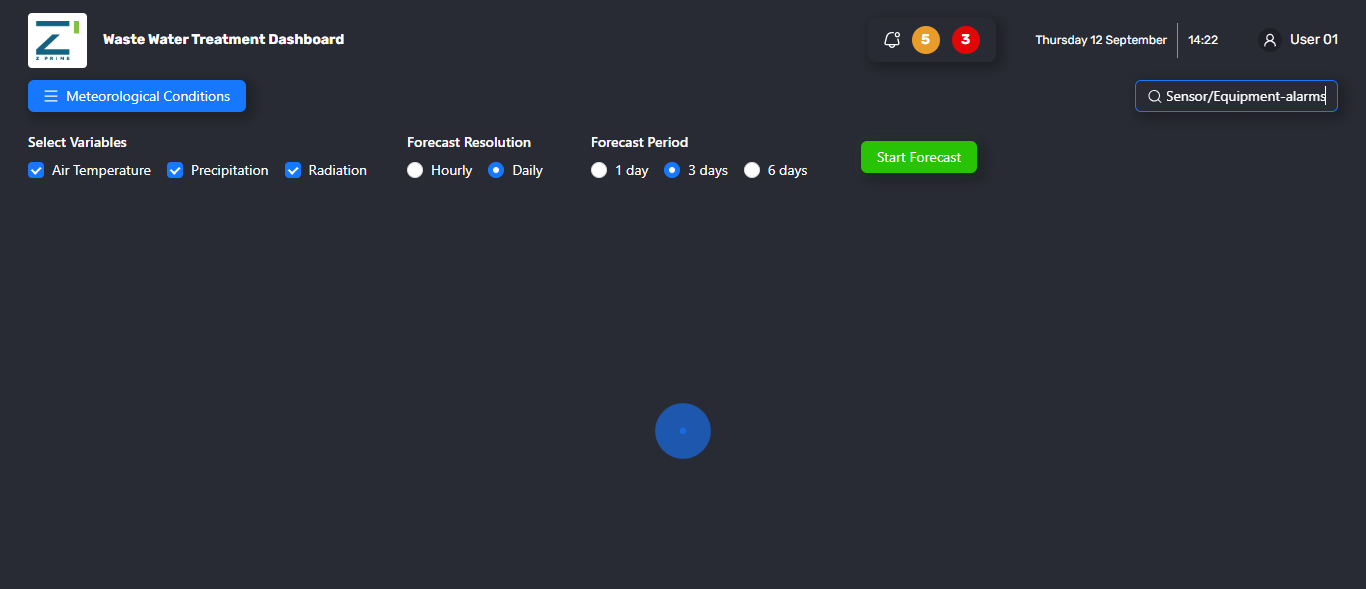 Z PRIME
Waste Water Treatment Dashboard
5 3
Thursday 12 September 14:22
User 01
Meteorological Conditions
Sensor/Equipment-alarms
Select Variables
Air Temperature Precipitation Radiation
Forecast Resolution
Hourly Daily
Forecast Period
1 day 3 days 6 days
Start Forecast